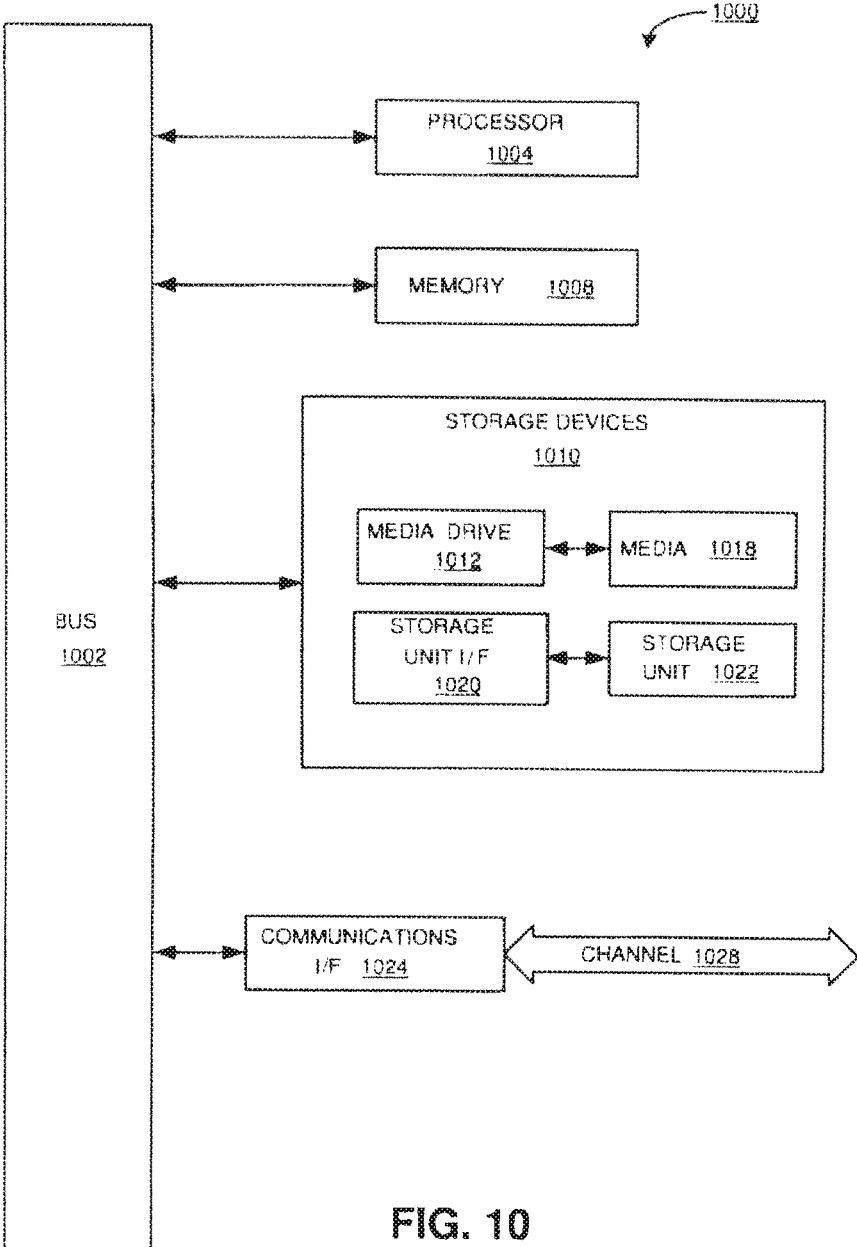 1000
PROCESSOR
1004
MEMORY 1008
STORAGE DEVICES
1010
MEDIA DRIVE
1012
MEDIA 1018
STORAGE
UNIT I/F
1020
STORAGE
UNIT 1022
BUS
1002
COMMUNICATIONS
I/F 1024
CHANNEL 1028
FIG. 10